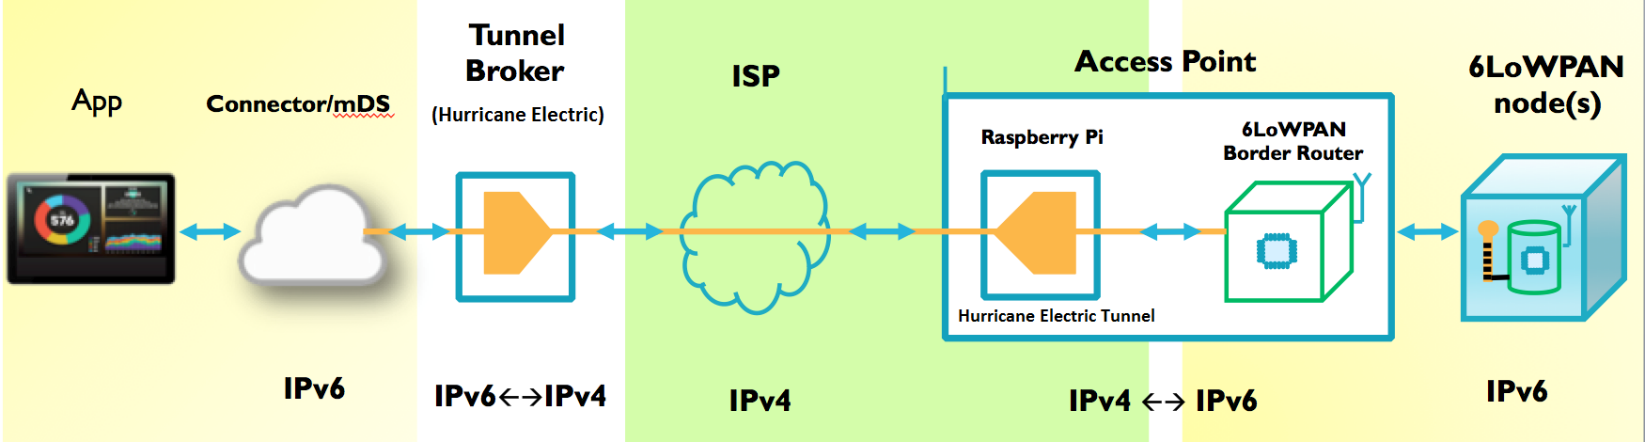 App
Connector/mDS
Tunnel
Broker
(Hurricane Electric)
ISP
Access Point
Raspberry Pi
6LoWPAN
Border Router
Hurricane Electric Tunnel
6LoWPAN
node(s)
576
IPv6
IPv6←→IPv4
IPv4
IPv4 ←→ IPv6
IPv6